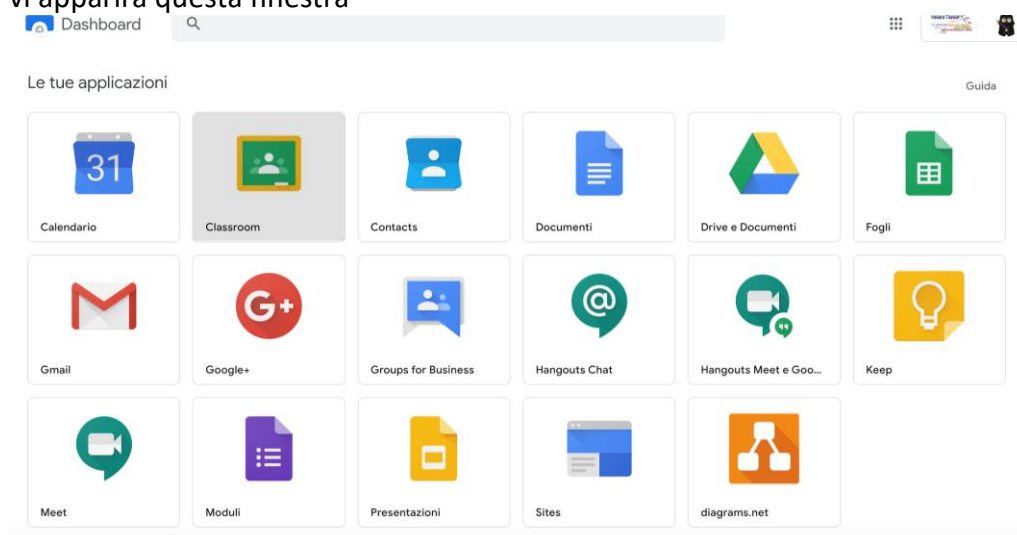 vi apparirà questa finestra
Dashboard
Le tue applicazioni
Guida
31
Calendario
Classroom
Contacts
Documenti
Drive e Documenti
Fogli
G+
@
Gmail
Google+
Groups for Business
Hangouts Chat
Hangouts Meet e Goo...
Keep
Meet
Moduli
Presentazioni
Sites
diagrams.net